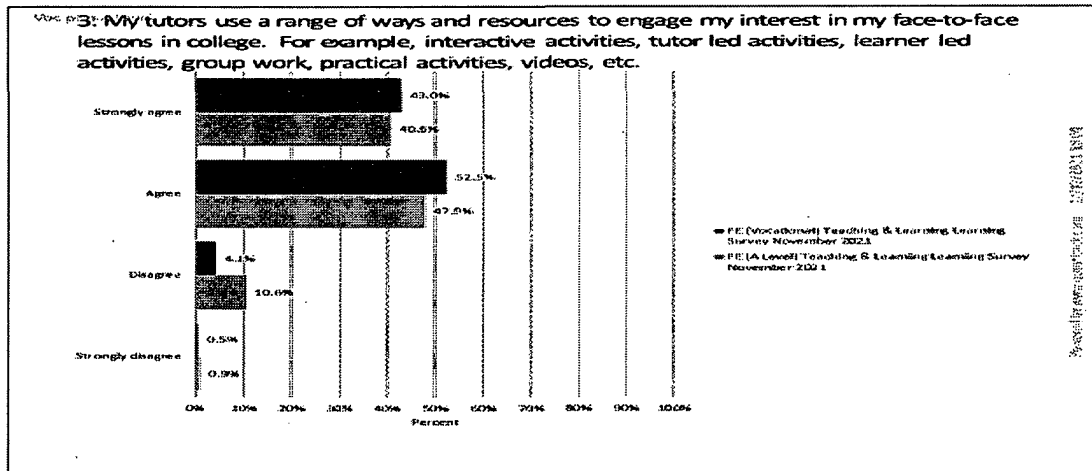 3: My tutors use a range of ways and resources to engage my interest in my face-to-face
lessons in college. For example, interactive activities, tutor led activities, learner led
activities, group work, practical activities, videos, etc.
Strongly agree
43.0%
40.6%
Agree
52.5%
47.9%
Disagree
4.1%
10.6%
Strongly disagree
0.5%
0.9%
0% 10% 20% 30% 40% 50% 60% 70% 80% 90% 100%
Percent
FE (Vocational) Teaching & Learning Learning
Survey November 2021
FE (A Level) Teaching & Learning Learning Survey
November 2021